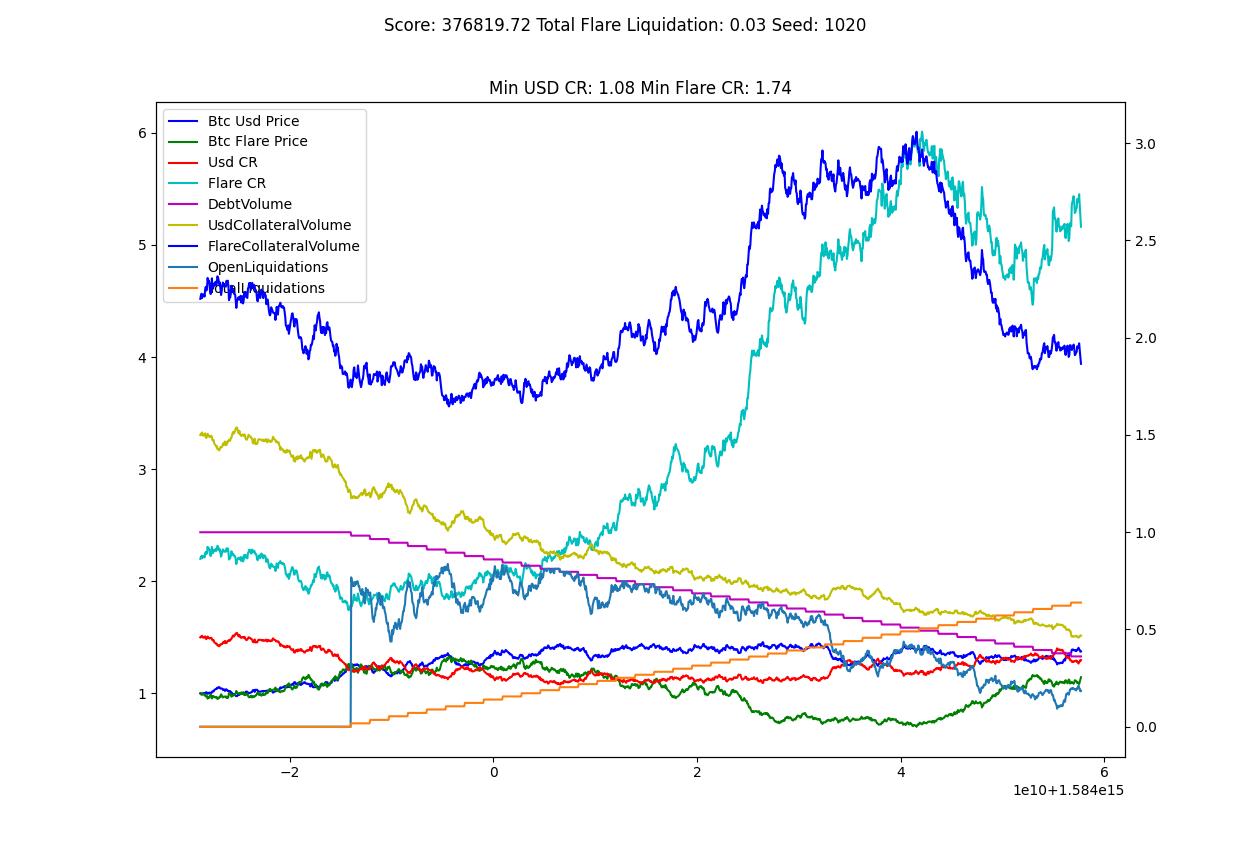 Score: 376819.72 Total Flare Liquidation: 0.03 Seed: 1020
Min USD CR: 1.08 Min Flare CR: 1.74
Btc Usd Price
Btc Flare Price
Usd CR
Flare CR
DebtVolume
UsdCollateralVolume
FlareCollateralVolume
OpenLiquidations
TotalLiquidations
6
5
4
3
2
1
3.0
2.5
2.0
1.5
1.0
0.5
0.0
−2
0
2
4
6
1e10+1.584e15